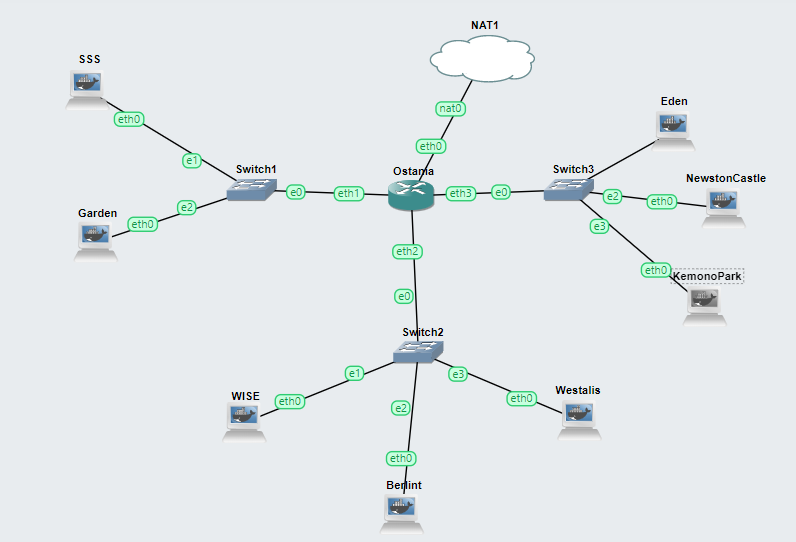 NAT1
SSS
Eden
eth0
nat0
eth0
e1
Switch1
Ostania
Switch3
NewstonCastle
e0
eth1
eth3
e0
e2
eth0
Garden
e2
eth0
e3
eth2
eth0
KemonoPark
e0
Switch2
e1
e3
WISE
eth0
Westalis
eth0
e2
eth0
Berlint